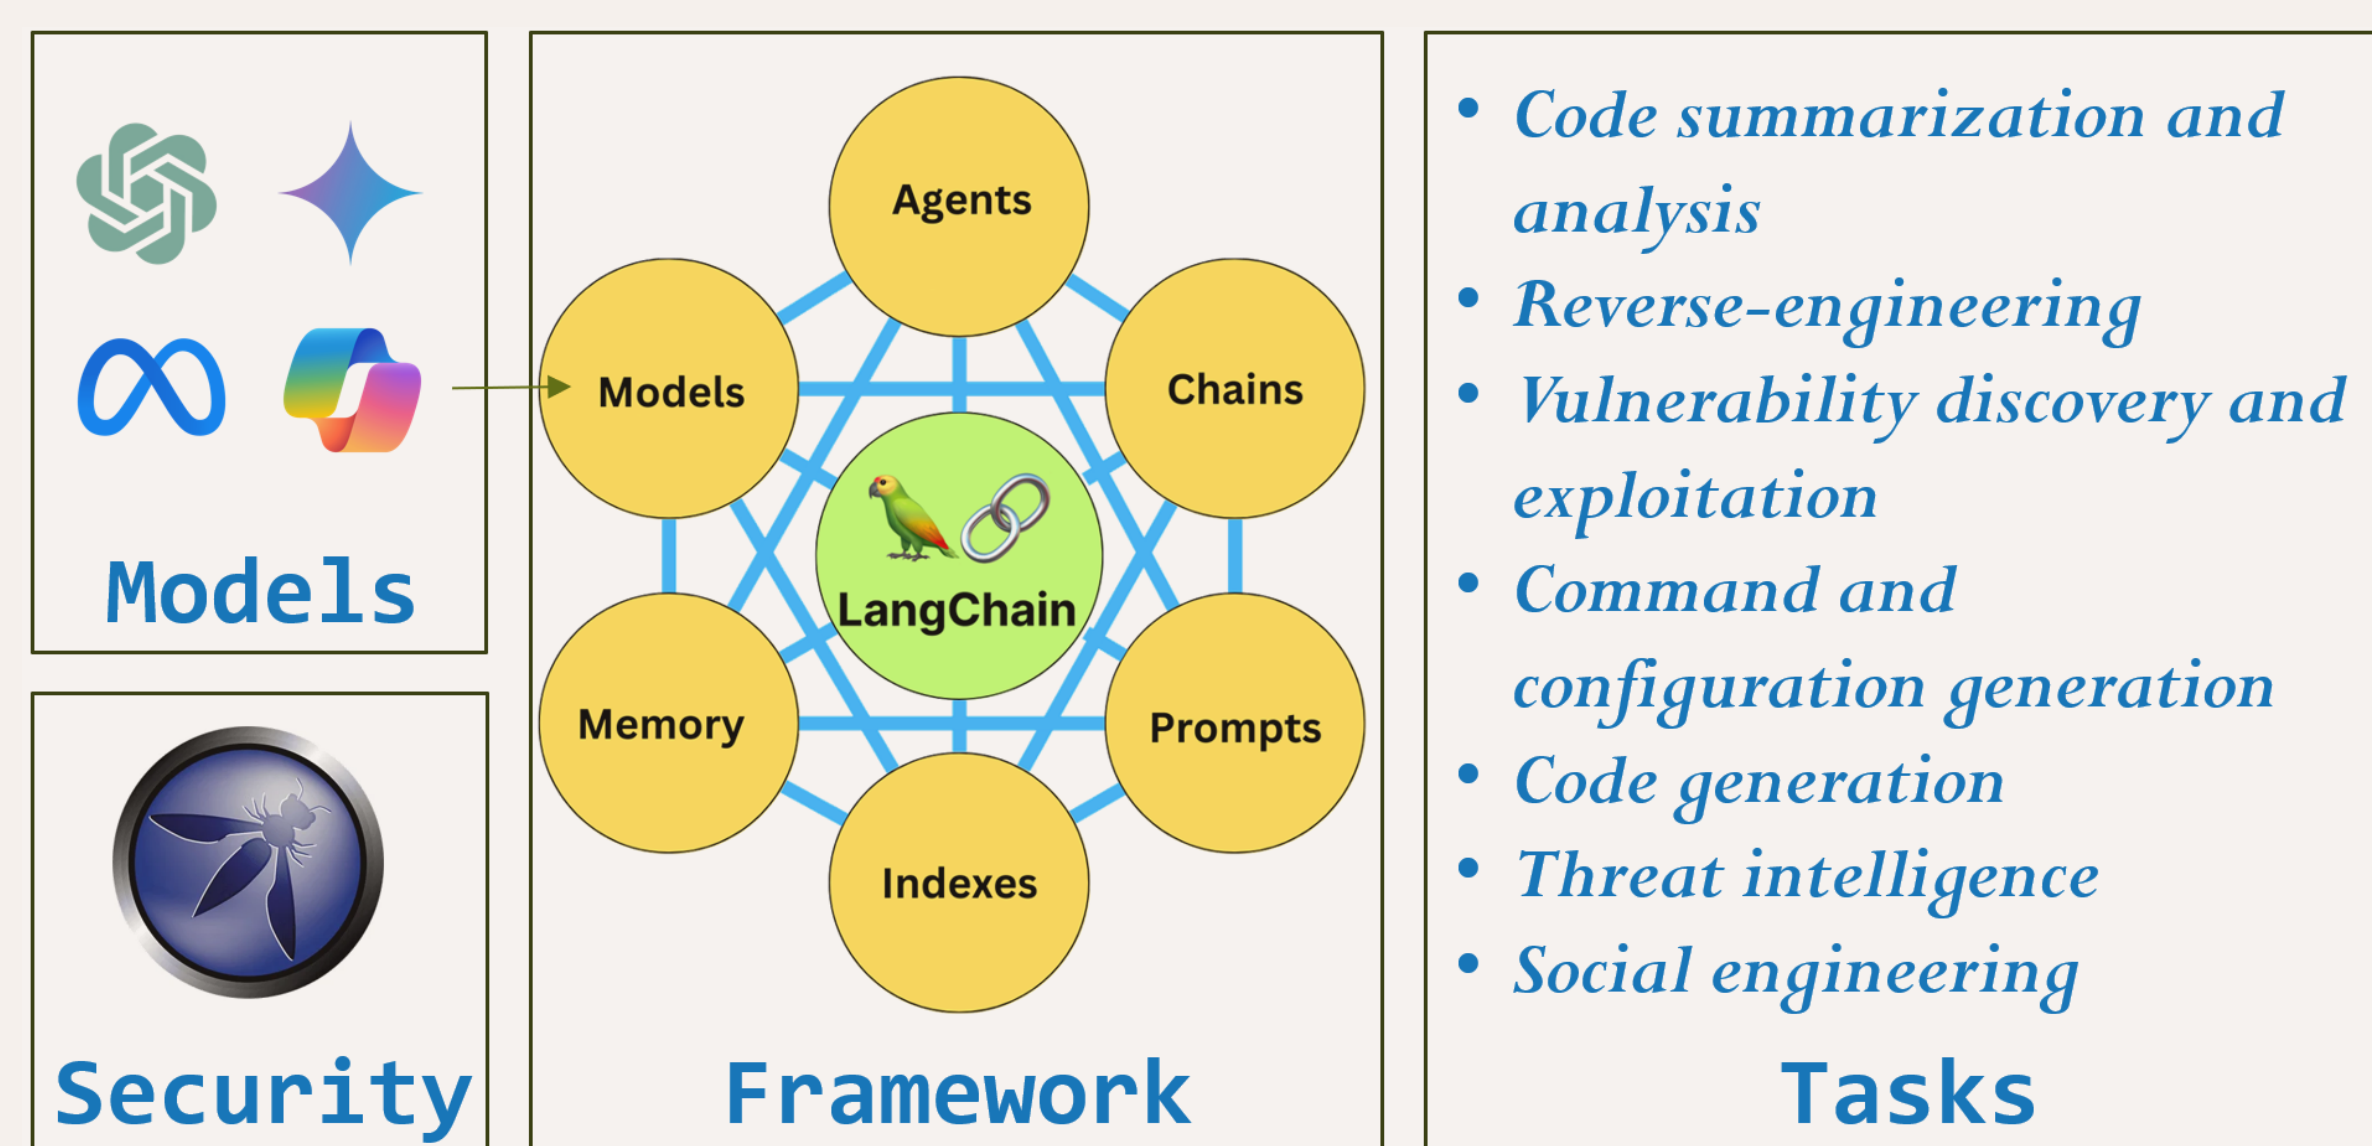 Models
Security
Agents
Models
Chains
LangChain
Memory
Prompts
Indexes
Framework
• Code summarization and
analysis
• Reverse-engineering
• Vulnerability discovery and
exploitation
• Command and
configuration generation
• Code generation
• Threat intelligence
• Social engineering
Tasks